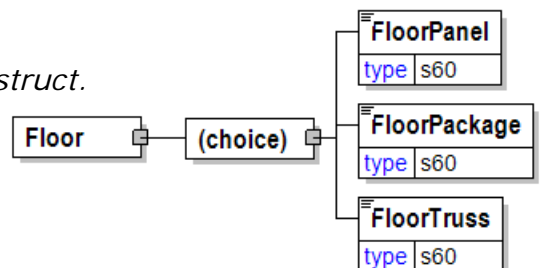 struct.
Floor
(choice)
FloorPanel
type s60
FloorPackage
type s60
FloorTruss
type s60